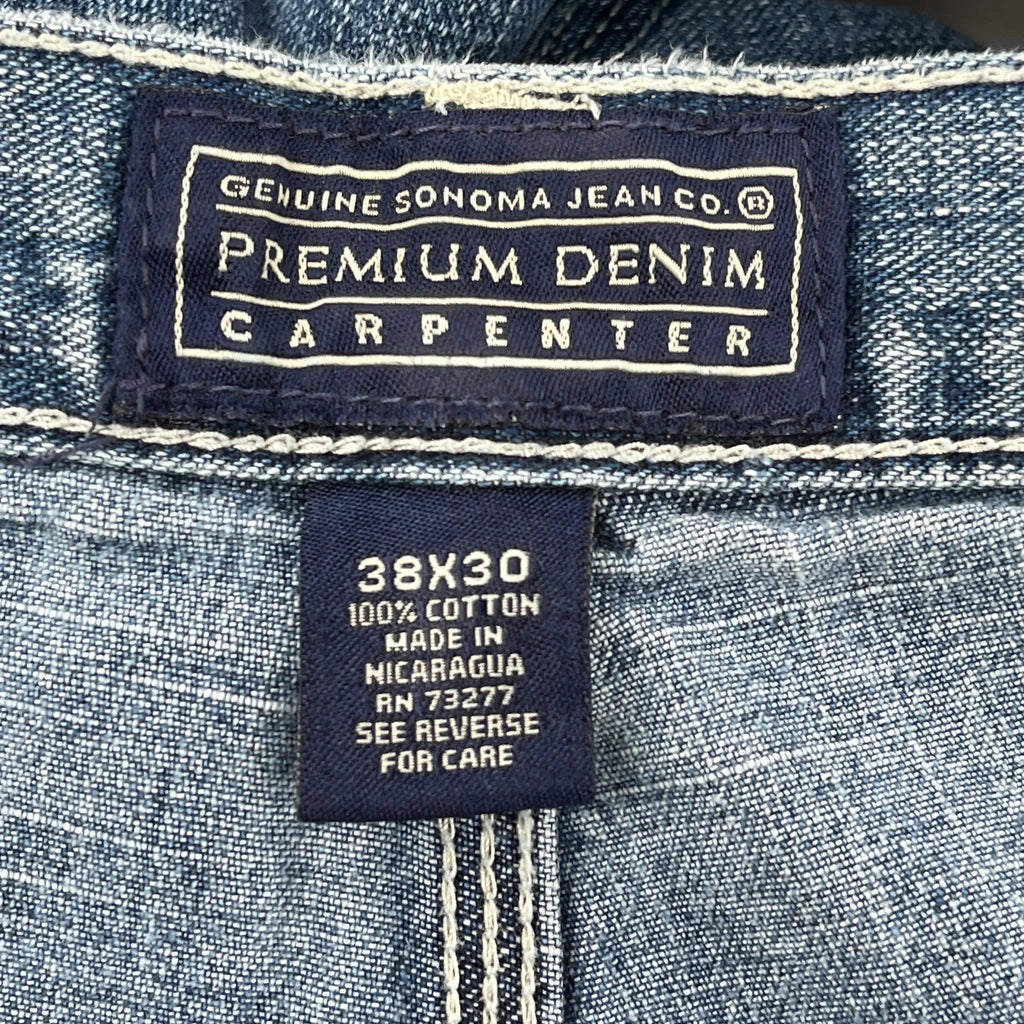 GENUINE SONOMA JEAN CO.®
PREMIUM DENIM
CARPENTER
38X30
100% COTTON
MADE IN
NICARAGUA
RN 73277
SEE REVERSE
FOR CARE